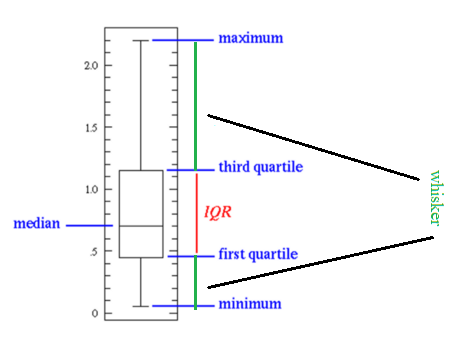 maximum
2.0
1.5
third quartile
1.0
IQR
median
.5
first quartile
minimum
0
whisker